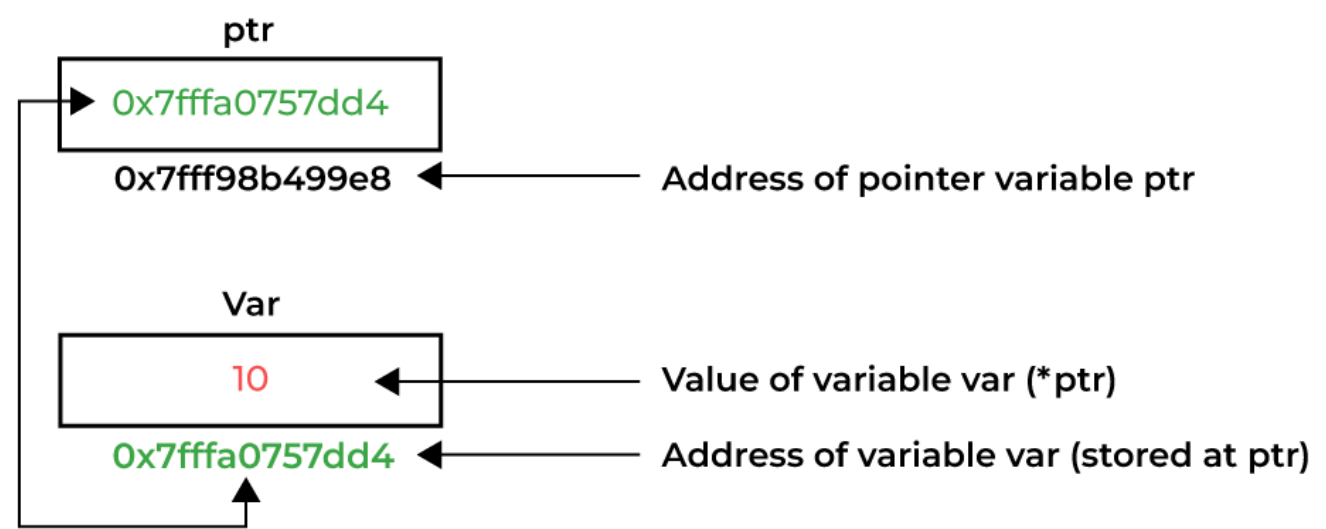 ptr
0x7fffa0757dd4
0x7fff98b499e8
Address of pointer variable ptr
Var
10
Value of variable var (*ptr)
0x7fffa0757dd4
Address of variable var (stored at ptr)